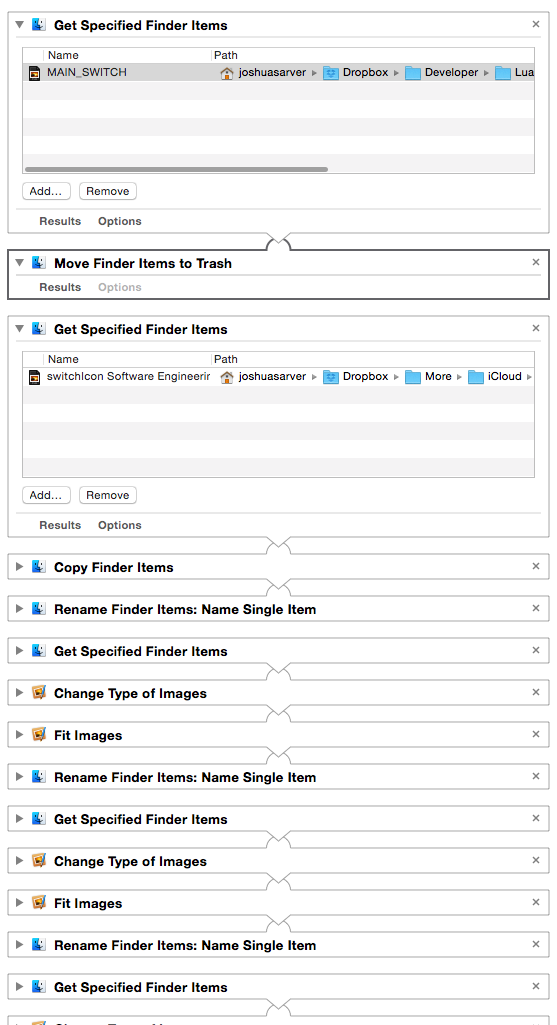 Get Specified Finder Items
Name Path
MAIN_SWITCH joshuasarver Dropbox Developer Lua
Add... Remove
Results Options
Move Finder Items to Trash
Results Options
Get Specified Finder Items
Name Path
switchIcon Software Engineerir joshuasarver Dropbox More iCloud
Add... Remove
Results Options
Copy Finder Items
Rename Finder Items: Name Single Item
Get Specified Finder Items
Change Type of Images
Fit Images
Rename Finder Items: Name Single Item
Get Specified Finder Items
Change Type of Images
Fit Images
Rename Finder Items: Name Single Item
Get Specified Finder Items